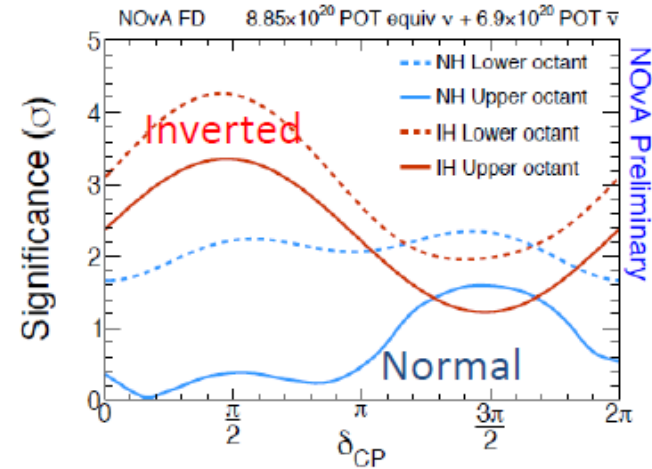 NOνA FD 8.85×10²⁰ POT equiv ν + 6.9×10²⁰ POT ν̄
5
4
3
2
1
0
Significance (σ)
NH Lower octant
NH Upper octant
IH Lower octant
IH Upper octant
Inverted
Normal
NOνA Preliminary
0 π/2 π 3π/2 2π
δCP